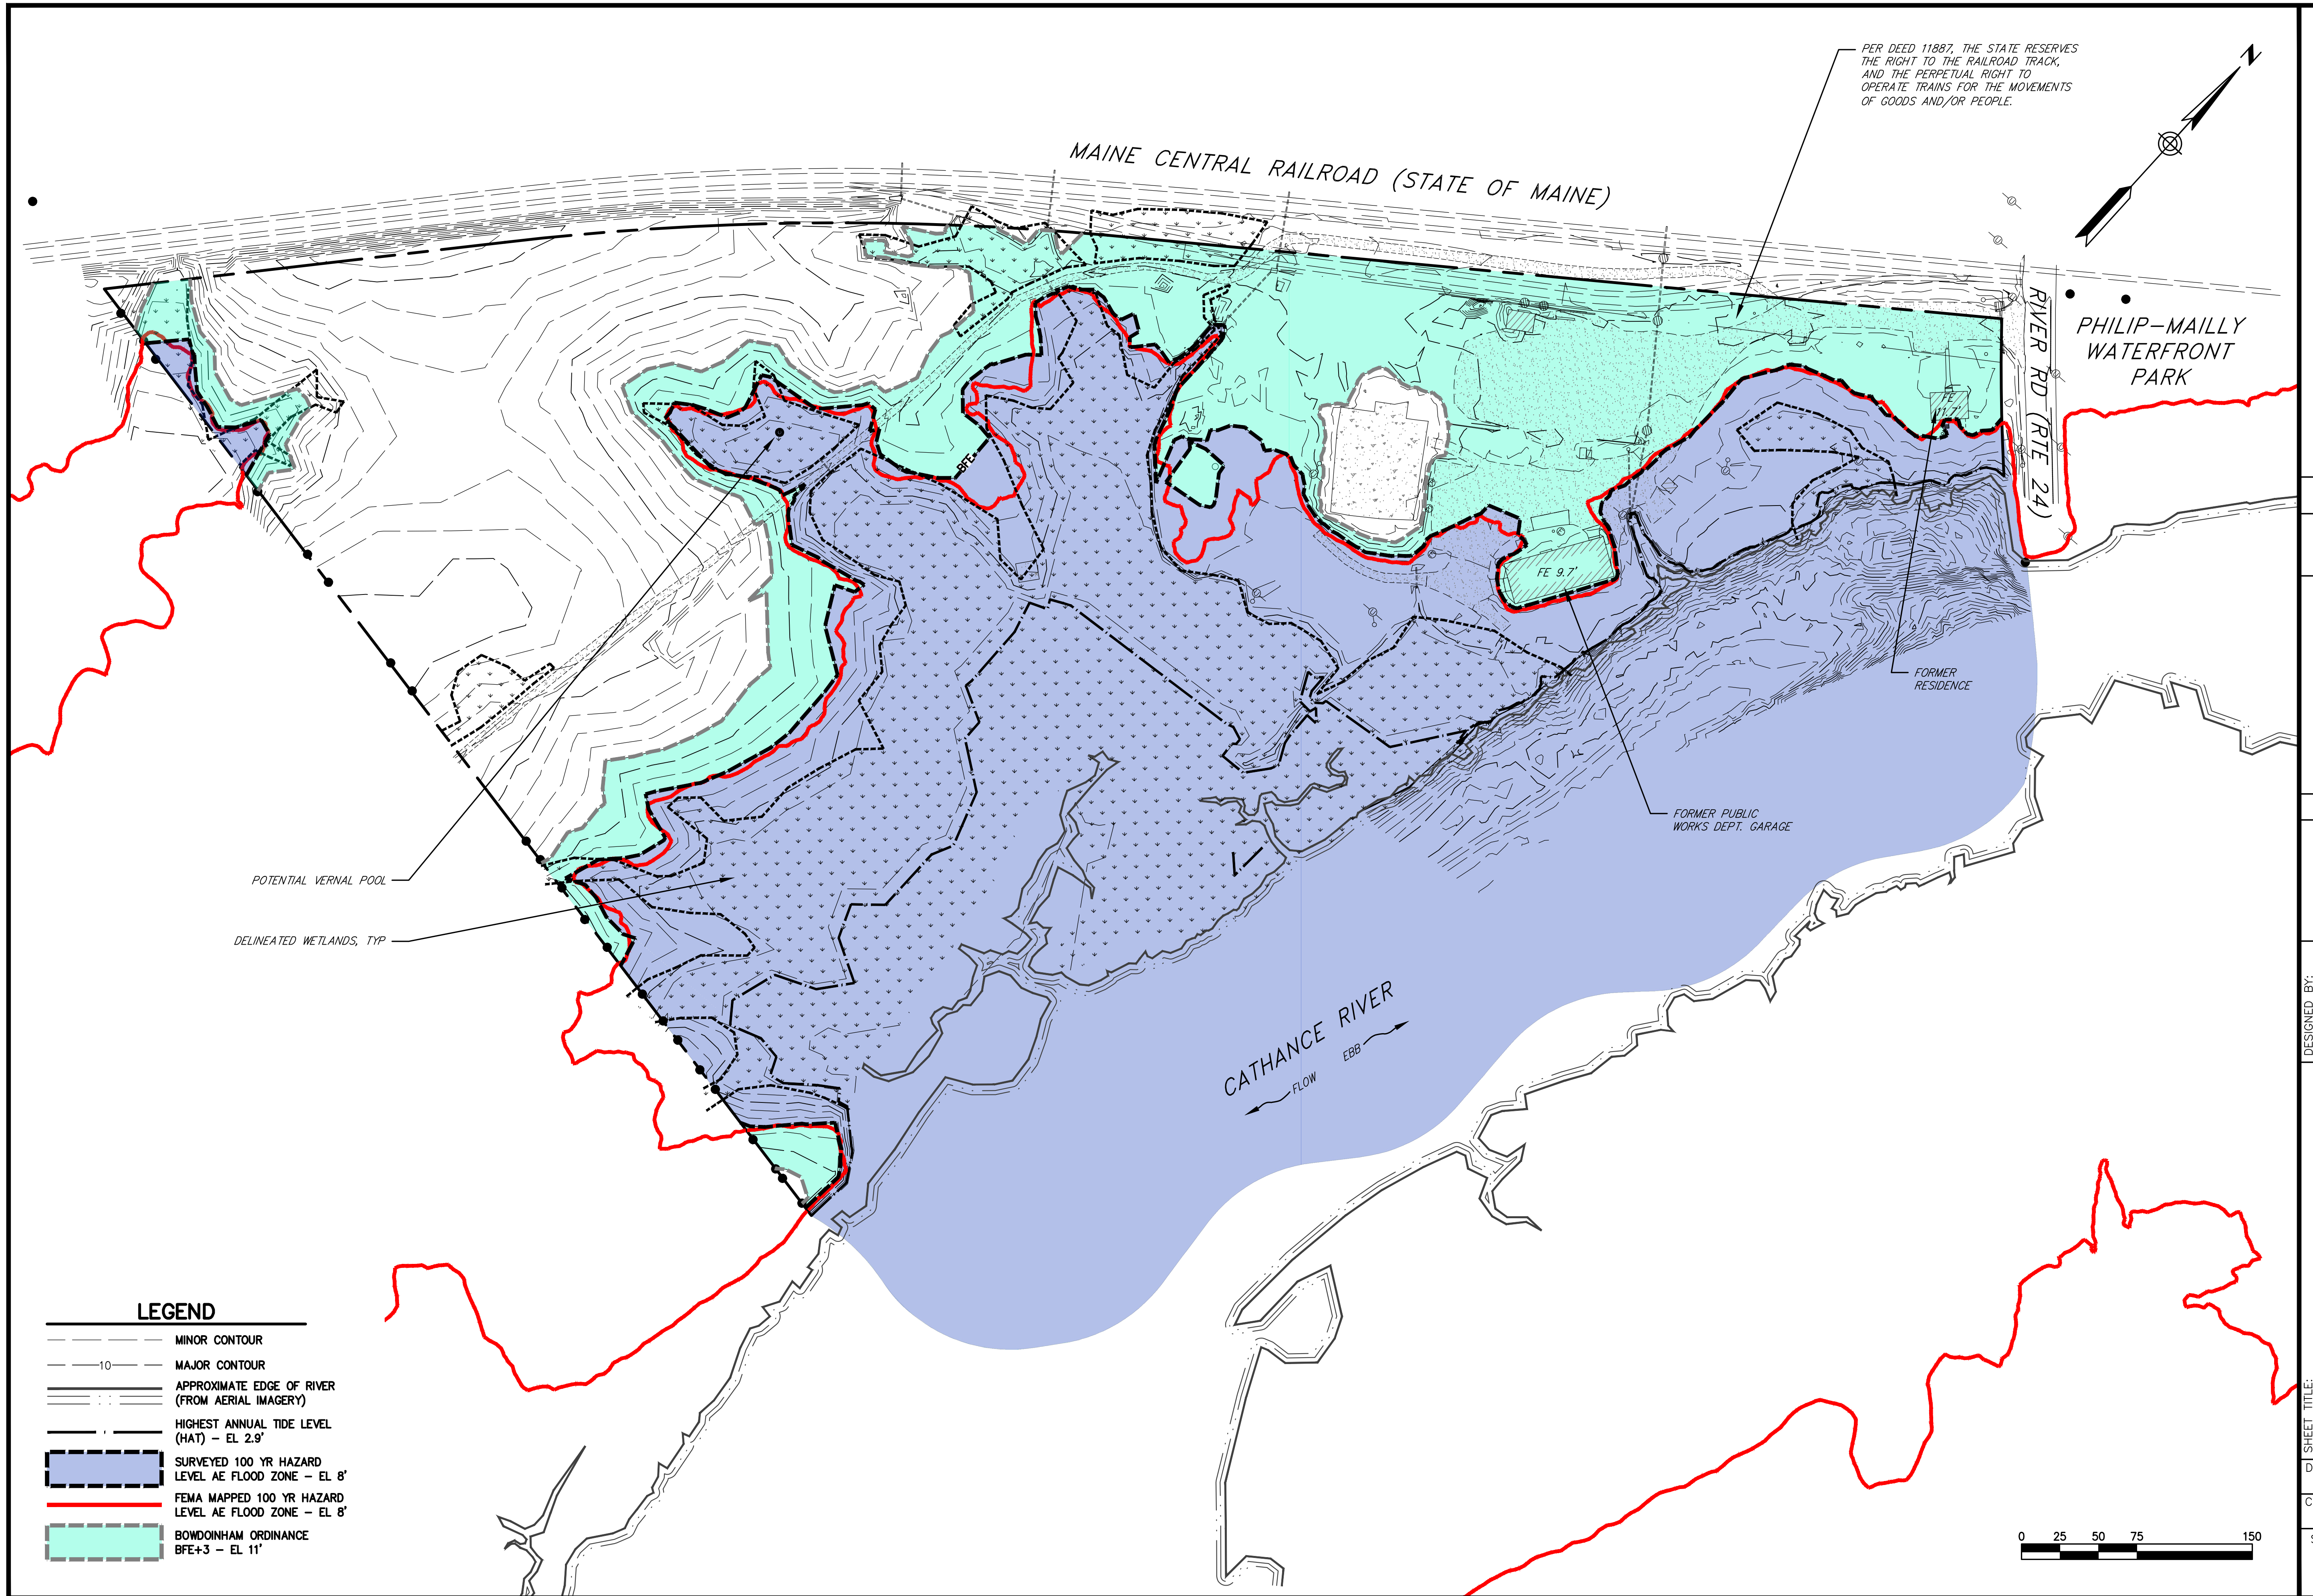 PER DEED 11887, THE STATE RESERVES
THE RIGHT TO THE RAILROAD TRACK,
AND THE PERPETUAL RIGHT TO
OPERATE TRAINS FOR THE MOVEMENTS
OF GOODS AND/OR PEOPLE.
N
MAINE CENTRAL RAILROAD (STATE OF MAINE)
RIVER RD (RTE 24)
PHILIP-MAILLY
WATERFRONT
PARK
FE
11.7'
BFE
FE 9.7'
FORMER
RESIDENCE
FORMER PUBLIC
WORKS DEPT. GARAGE
POTENTIAL VERNAL POOL
DELINEATED WETLANDS, TYP
CATHANCE RIVER
EBB
FLOW
LEGEND
MINOR CONTOUR
10
MAJOR CONTOUR
APPROXIMATE EDGE OF RIVER
(FROM AERIAL IMAGERY)
HIGHEST ANNUAL TIDE LEVEL
(HAT) - EL 2.9'
SURVEYED 100 YR HAZARD
LEVEL AE FLOOD ZONE - EL 8'
FEMA MAPPED 100 YR HAZARD
LEVEL AE FLOOD ZONE - EL 8'
BOWDOINHAM ORDINANCE
BFE+3 - EL 11'
0 25 50 75 150
DESIGNED BY:
SHEET TITLE:
D
C